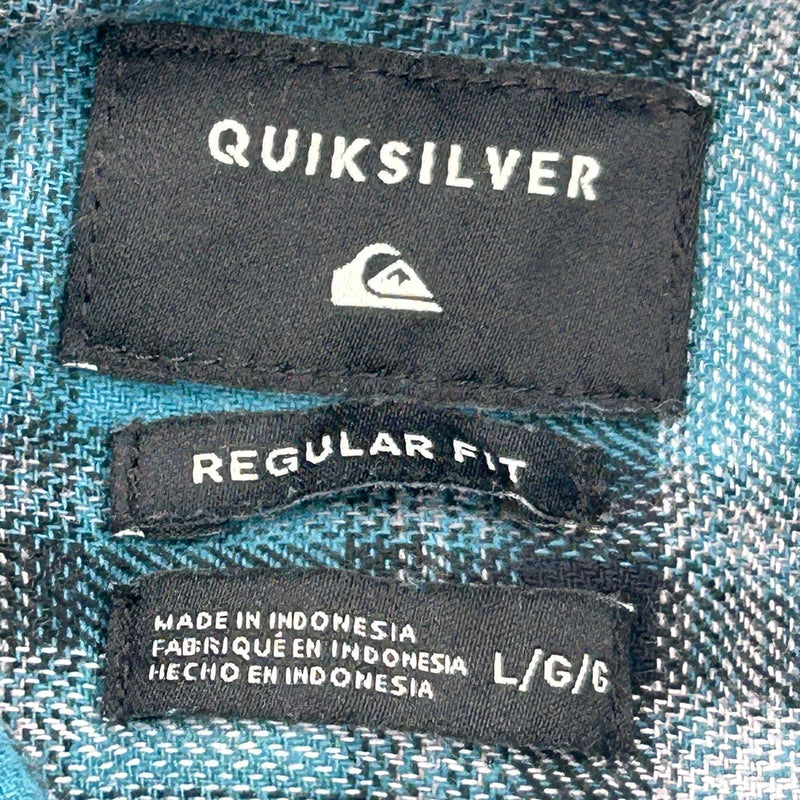 QUIKSILVER
REGULAR FIT
MADE IN INDONESIA
FABRIQUÉ EN INDONESIA
HECHO EN INDONESIA
L/G/G